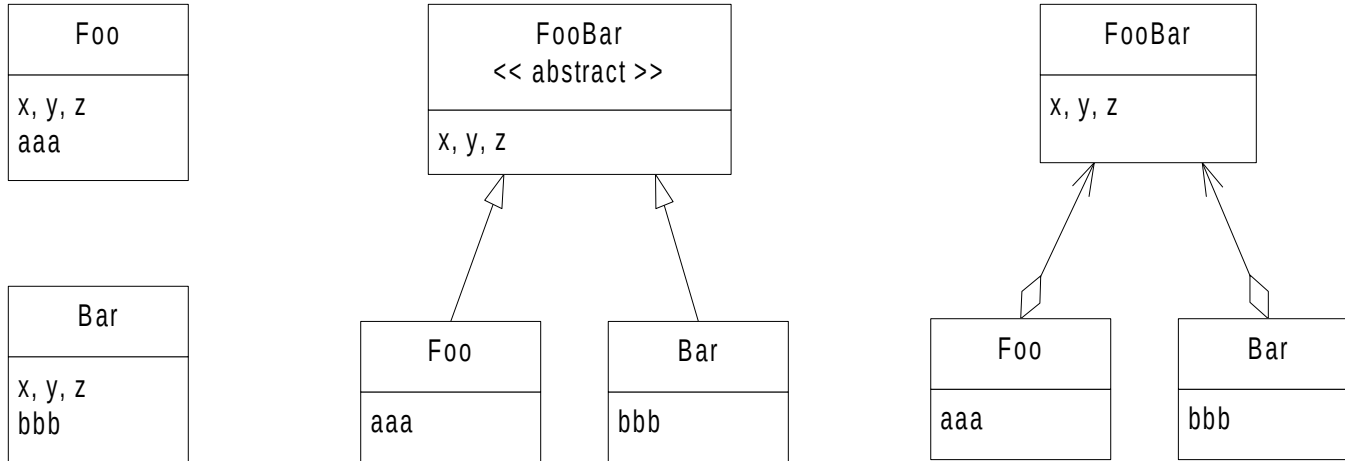 Foo
x, y, z
aaa
Bar
x, y, z
bbb
FooBar
<< abstract >>
x, y, z
Foo
aaa
Bar
bbb
FooBar
x, y, z
Foo
aaa
Bar
bbb